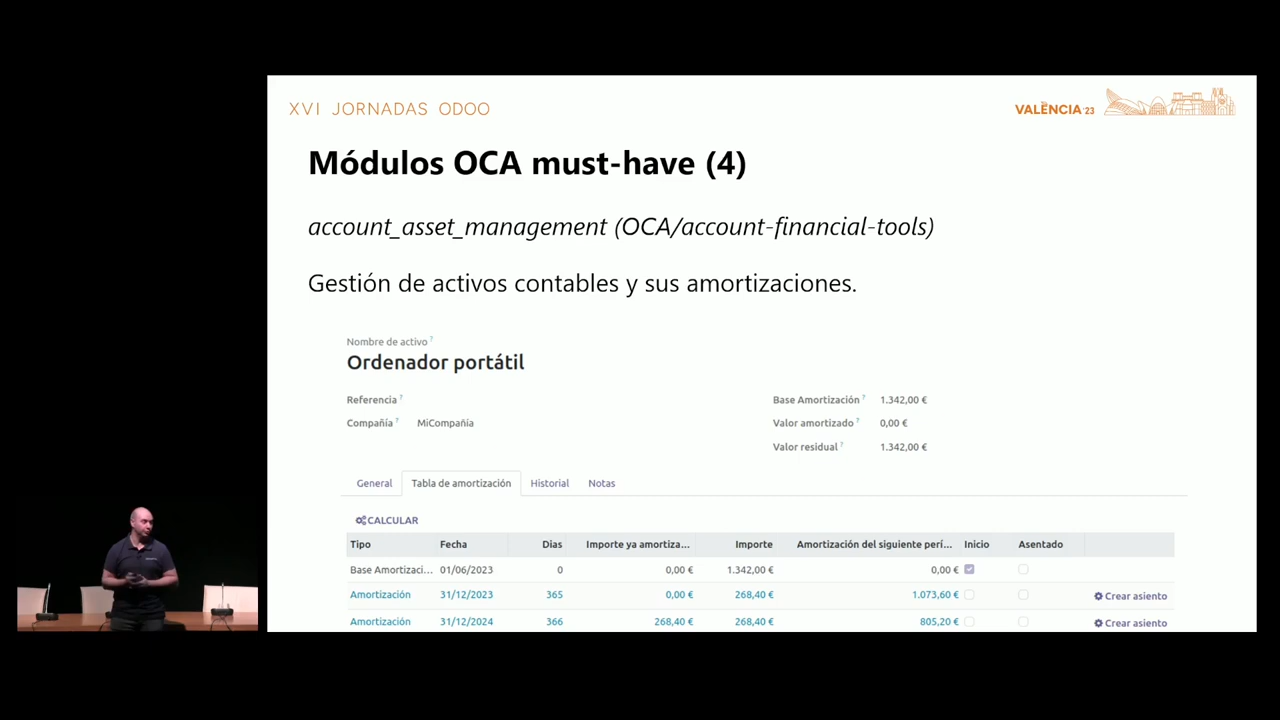 XVI JORNADAS ODOO
VALÈNCIA '23
Módulos OCA must-have (4)
account_asset_management (OCA/account-financial-tools)
Gestión de activos contables y sus amortizaciones.
Nombre de activo ?
Ordenador portátil
Referencia ?
Base Amortización ? 1.342,00 €
Compañía ? MiCompañía
Valor amortizado ? 0,00 €
Valor residual ? 1.342,00 €
General Tabla de amortización Historial Notas
CALCULAR
Tipo Fecha Dias Importe ya amortiza... Importe Amortización del siguiente perí... Inicio Asentado
Base Amortizaci... 01/06/2023 0 0,00 € 1.342,00 € 0,00 €
Amortización 31/12/2023 365 0,00 € 268,40 € 1.073,60 € Crear asiento
Amortización 31/12/2024 366 268,40 € 268,40 € 805,20 € Crear asiento